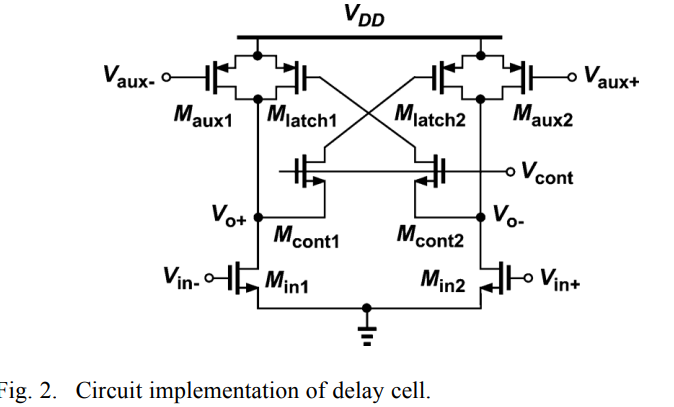 VDD
Vaux- Vaux+
Maux1 Mlatch1 Mlatch2 Maux2
Vcont
Vo+ Vo-
Mcont1 Mcont2
Vin- Min1 Min2 Vin+
Fig. 2. Circuit implementation of delay cell.